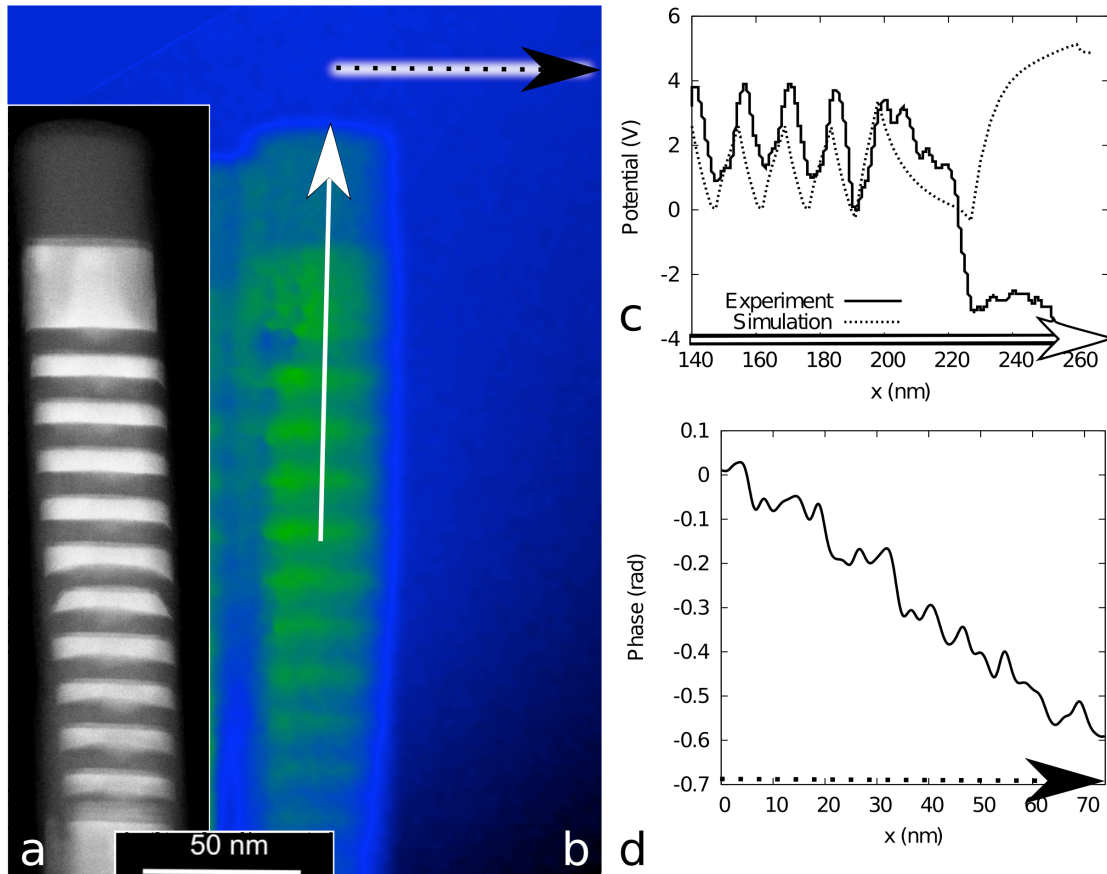 a
50 nm
b
c
Potential (V)
6
4
2
0
-2
-4
Experiment
Simulation
140 160 180 200 220 240 260
x (nm)
d
Phase (rad)
0.1
0
-0.1
-0.2
-0.3
-0.4
-0.5
-0.6
-0.7
0 10 20 30 40 50 60 70
x (nm)